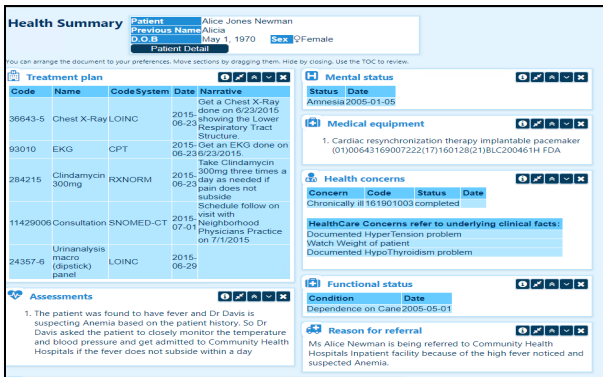 Health Summary
Patient Alice Jones Newman
Previous Name Alicia
D.O.B May 1, 1970 Sex ♀Female
Patient Detail
You can arrange the document to your preferences. Move sections by dragging them. Hide by closing. Use the TOC to review.
Treatment plan
Code Name CodeSystem Date Narrative
36643-5 Chest X-Ray LOINC 2015-06-23 Get a Chest X-Ray
done on 6/23/2015
showing the Lower
Respiratory Tract
Structure.
93010 EKG CPT 2015-06-23 Get an EKG done on
6/23/2015.
284215 Clindamycin
300mg RXNORM 2015-06-23 Take Clindamycin
300mg three times a
day as needed if
pain does not
subside
11429006 Consultation SNOMED-CT 2015-07-01 Schedule follow on
visit with
Neighborhood
Physicians Practice
on 7/1/2015
24357-6 Urinanalysis
macro
(dipstick)
panel LOINC 2015-06-29
Assessments
1. The patient was found to have fever and Dr Davis is
suspecting Anemia based on the patient history. So Dr
Davis asked the patient to closely monitor the temperature
and blood pressure and get admitted to Community Health
Hospitals if the fever does not subside within a day
Mental status
Status Date
Amnesia 2005-01-05
Medical equipment
1. Cardiac resynchronization therapy implantable pacemaker
(01)00643169007222(17)160128(21)BLC200461H FDA
Health concerns
Concern Code Status Date
Chronically ill 161901003 completed
HealthCare Concerns refer to underlying clinical facts:
Documented HyperTension problem
Watch Weight of patient
Documented HypoThyroidism problem
Functional status
Condition Date
Dependence on Cane 2005-05-01
Reason for referral
Ms Alice Newman is being referred to Community Health
Hospitals Inpatient facility because of the high fever noticed and
suspected Anemia.